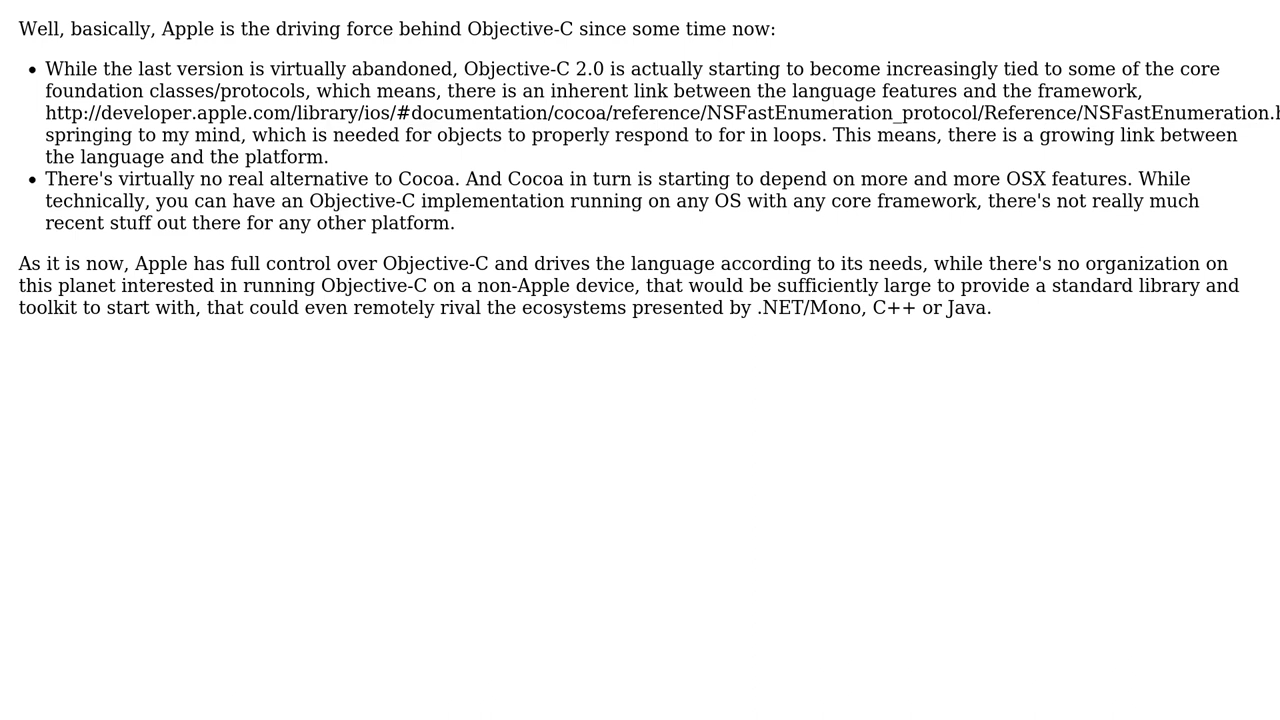 Well, basically, Apple is the driving force behind Objective-C since some time now:
• While the last version is virtually abandoned, Objective-C 2.0 is actually starting to become increasingly tied to some of the core
foundation classes/protocols, which means, there is an inherent link between the language features and the framework,
http://developer.apple.com/library/ios/#documentation/cocoa/reference/NSFastEnumeration_protocol/Reference/NSFastEnumeration.h
springing to my mind, which is needed for objects to properly respond to for in loops. This means, there is a growing link between
the language and the platform.
• There's virtually no real alternative to Cocoa. And Cocoa in turn is starting to depend on more and more OSX features. While
technically, you can have an Objective-C implementation running on any OS with any core framework, there's not really much
recent stuff out there for any other platform.
As it is now, Apple has full control over Objective-C and drives the language according to its needs, while there's no organization on
this planet interested in running Objective-C on a non-Apple device, that would be sufficiently large to provide a standard library and
toolkit to start with, that could even remotely rival the ecosystems presented by .NET/Mono, C++ or Java.